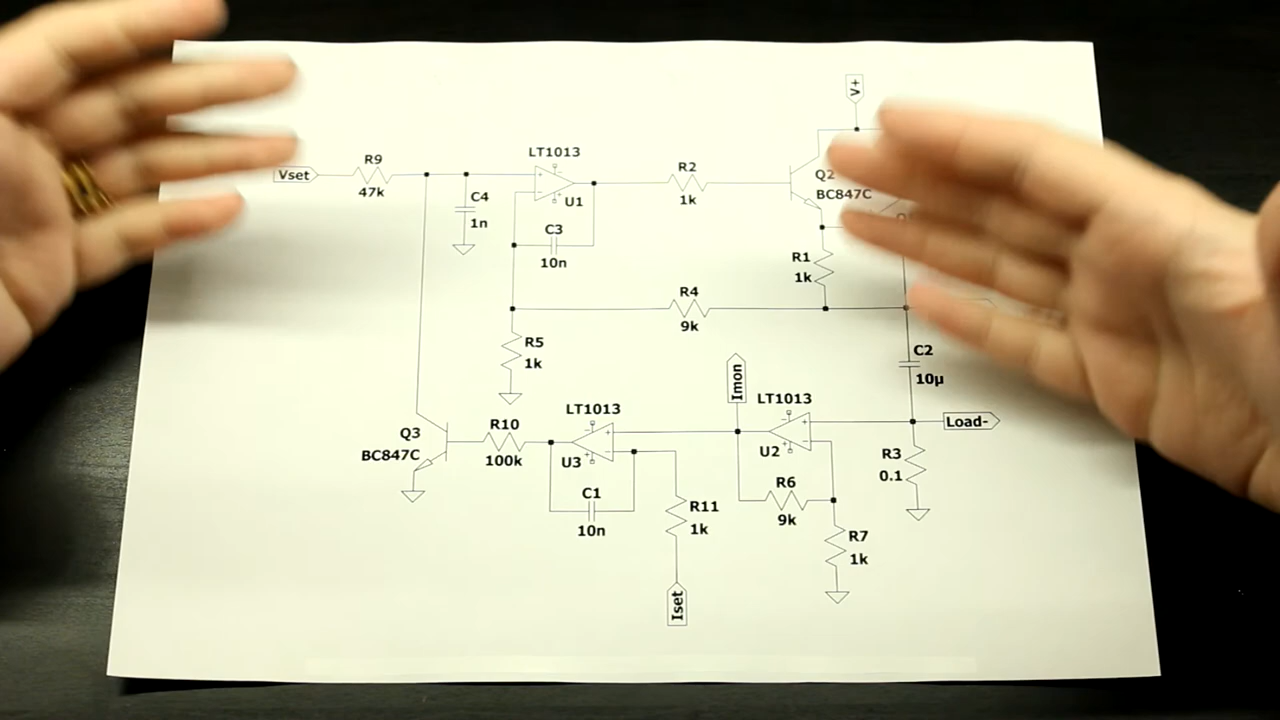 V+
LT1013
R9
Vset
47k
C4
1n
U1
R2
1k
Q2
BC847C
C3
10n
R1
1k
R4
9k
R5
1k
C2
10µ
Imon
LT1013
LT1013
Load-
Q3
BC847C
R10
100k
U3
U2
R3
0.1
C1
10n
R6
9k
R11
1k
R7
1k
Iset